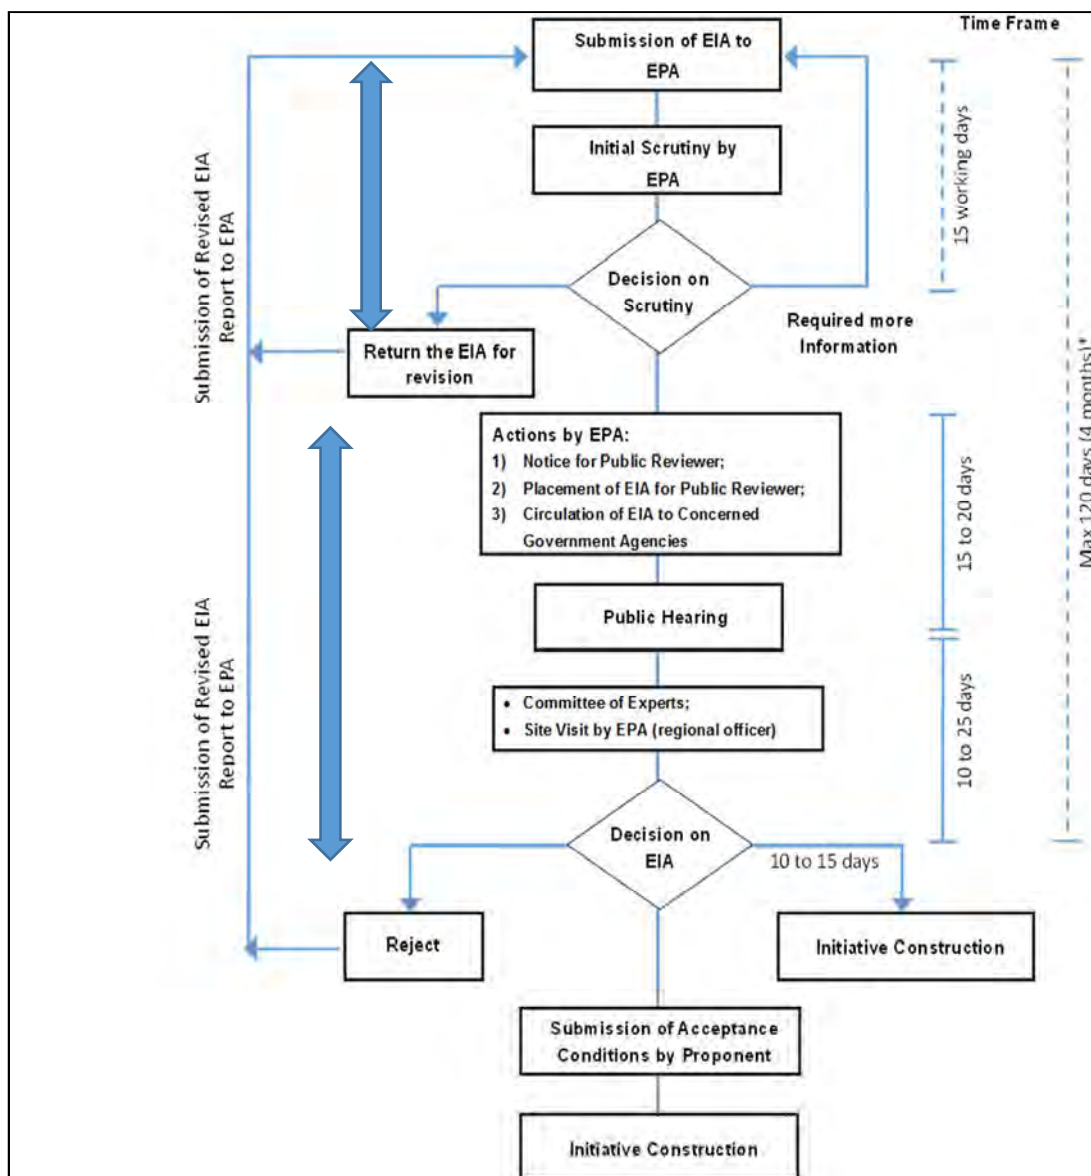 Time Frame
Submission of EIA to
EPA
Initial Scrutiny by
EPA
15 working days
Decision on
Scrutiny
Required more
Information
Submission of Revised EIA
Report to EPA
Return the EIA for
revision
Max 120 days (4 months)*
Actions by EPA:
1) Notice for Public Reviewer;
2) Placement of EIA for Public Reviewer;
3) Circulation of EIA to Concerned
Government Agencies
15 to 20 days
Public Hearing
Submission of Revised EIA
Report to EPA
• Committee of Experts;
• Site Visit by EPA (regional officer)
10 to 25 days
Decision on
EIA
10 to 15 days
Reject
Initiative Construction
Submission of Acceptance
Conditions by Proponent
Initiative Construction